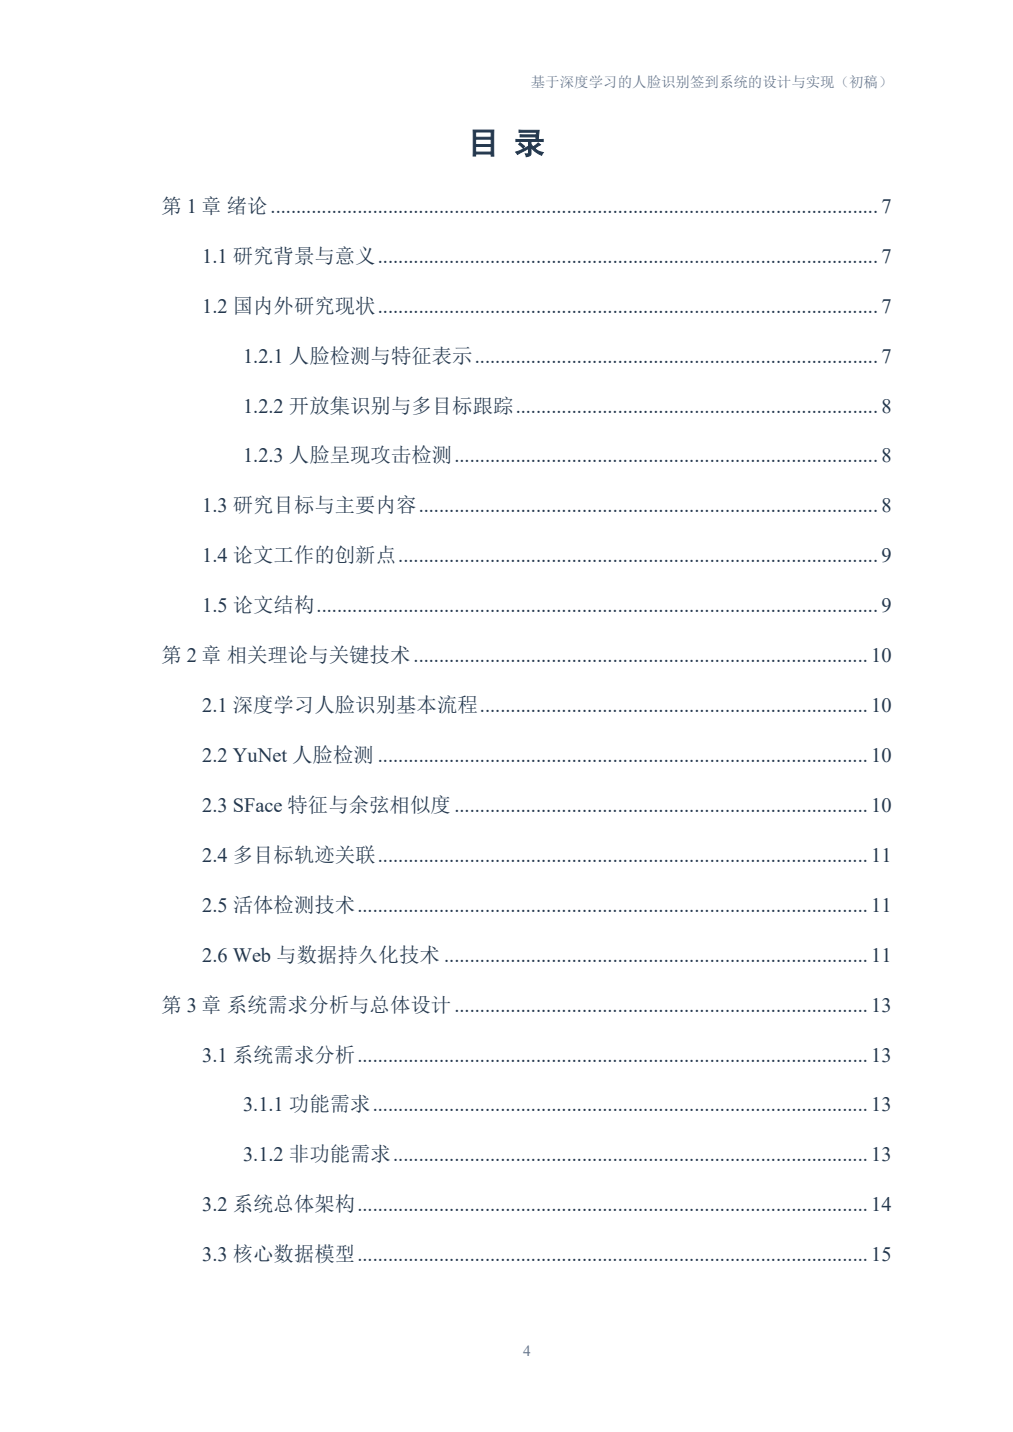 基于深度学习的人脸识别签到系统的设计与实现（初稿）
目 录
第 1 章 绪论 ........................................ 7
1.1 研究背景与意义 ........................................ 7
1.2 国内外研究现状 ........................................ 7
1.2.1 人脸检测与特征表示 ........................................ 7
1.2.2 开放集识别与多目标跟踪 ........................................ 8
1.2.3 人脸呈现攻击检测 ........................................ 8
1.3 研究目标与主要内容 ........................................ 8
1.4 论文工作的创新点 ........................................ 9
1.5 论文结构 ........................................ 9
第 2 章 相关理论与关键技术 ........................................ 10
2.1 深度学习人脸识别基本流程 ........................................ 10
2.2 YuNet 人脸检测 ........................................ 10
2.3 SFace 特征与余弦相似度 ........................................ 10
2.4 多目标轨迹关联 ........................................ 11
2.5 活体检测技术 ........................................ 11
2.6 Web 与数据持久化技术 ........................................ 11
第 3 章 系统需求分析与总体设计 ........................................ 13
3.1 系统需求分析 ........................................ 13
3.1.1 功能需求 ........................................ 13
3.1.2 非功能需求 ........................................ 13
3.2 系统总体架构 ........................................ 14
3.3 核心数据模型 ........................................ 15
4